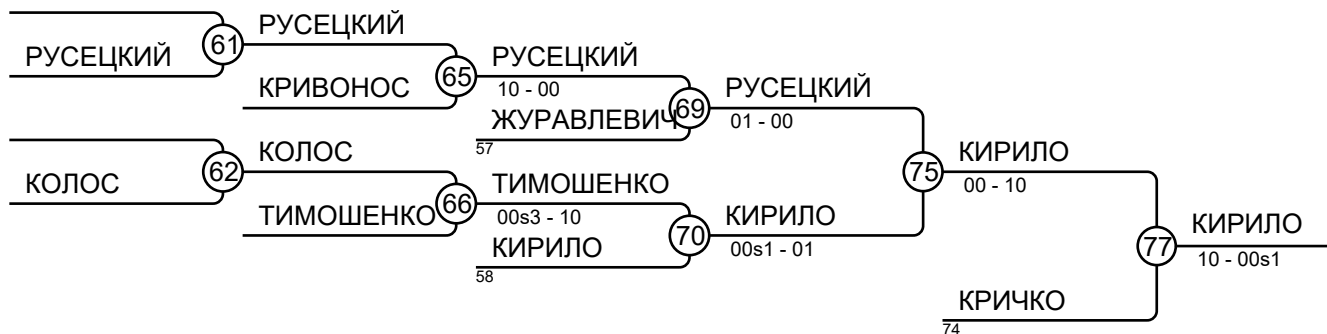 РУСЕЦКИЙ
61
РУСЕЦКИЙ
КРИВОНОС
65
РУСЕЦКИЙ
10 - 00
ЖУРАВЛЕВИЧ
57
69
РУСЕЦКИЙ
01 - 00
КОЛОС
62
КОЛОС
ТИМОШЕНКО
66
ТИМОШЕНКО
00s3 - 10
КИРИЛО
58
70
КИРИЛО
00s1 - 01
75
КИРИЛО
00 - 10
КРИЧКО
74
77
КИРИЛО
10 - 00s1